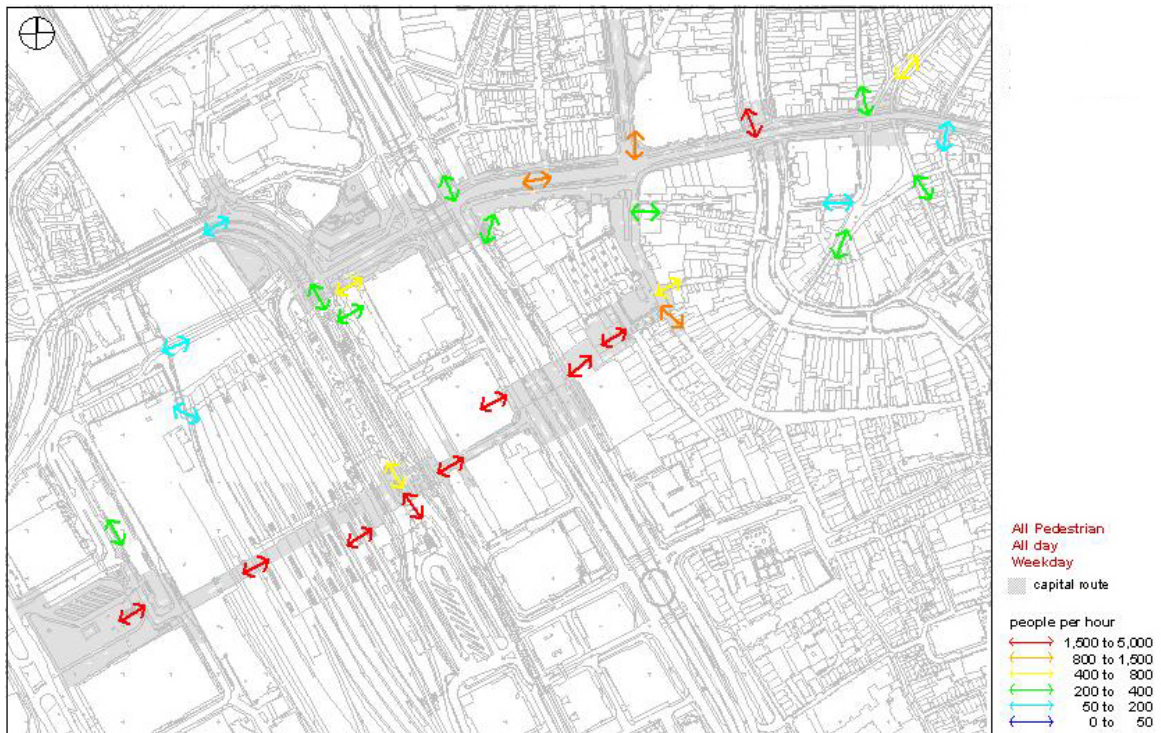 All Pedestrian
All day
Weekday
capital route
people per hour
1,500 to 5,000
800 to 1,500
400 to 800
200 to 400
50 to 200
0 to 50